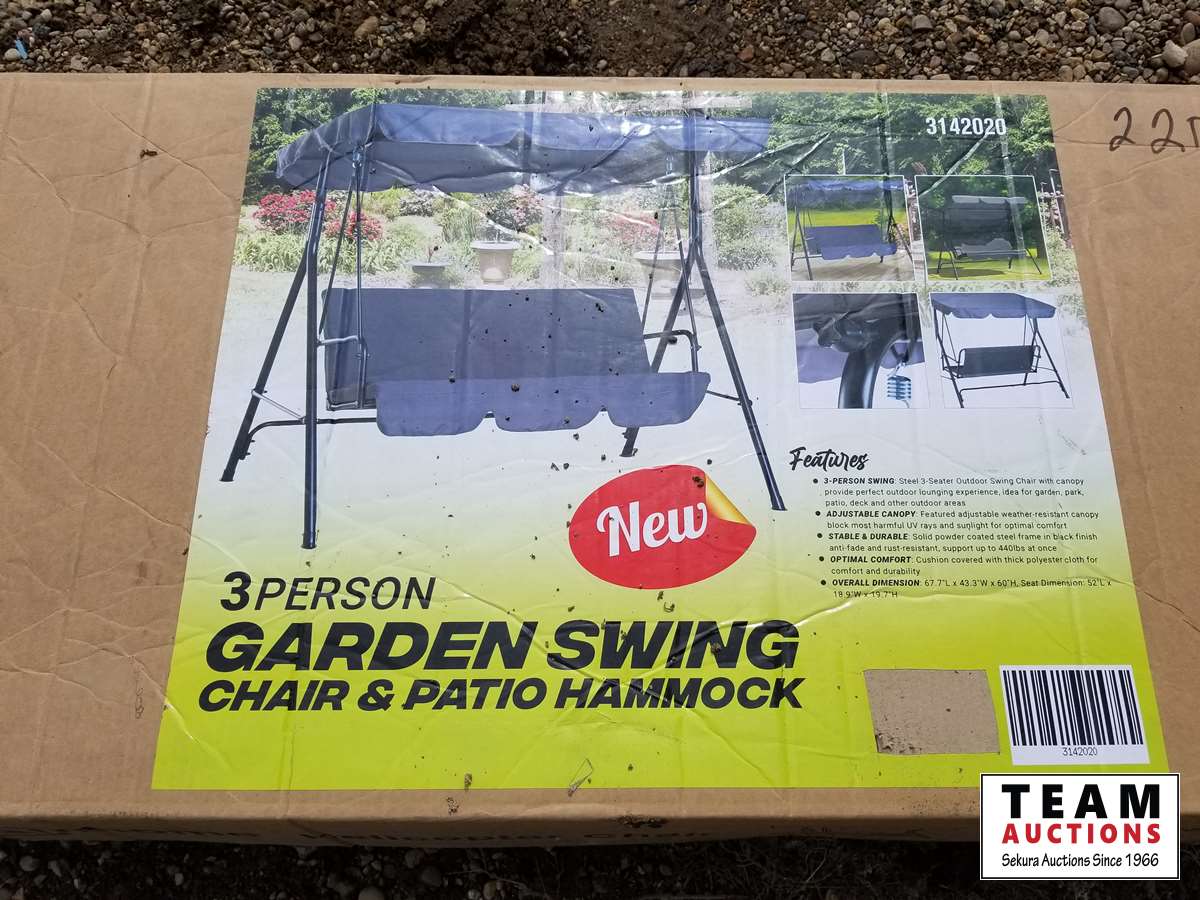 3142020
22
New
3 PERSON
GARDEN SWING
CHAIR & PATIO HAMMOCK
Features
• 3-PERSON SWING: Steel 3-Seater Outdoor Swing Chair with canopy
provide perfect outdoor lounging experience, idea for garden, park,
patio, deck and other outdoor areas
• ADJUSTABLE CANOPY: Featured adjustable weather-resistant canopy
block most harmful UV rays and sunlight for optimal comfort
• STABLE & DURABLE: Solid powder coated steel frame in black finish
anti-fade and rust-resistant, support up to 440lbs at once
• OPTIMAL COMFORT: Cushion covered with thick polyester cloth for
comfort and durability
• OVERALL DIMENSION: 67.7"L x 43.3"W x 60"H, Seat Dimension: 52"L x
18.9"W x 19.7"H
3142020
TEAM
AUCTIONS
Sekura Auctions Since 1966